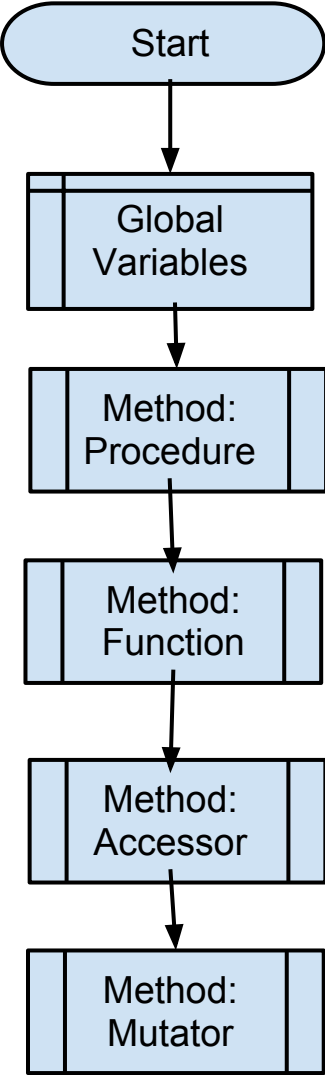 Start
Global
Variables
Method:
Procedure
Method:
Function
Method:
Accessor
Method:
Mutator